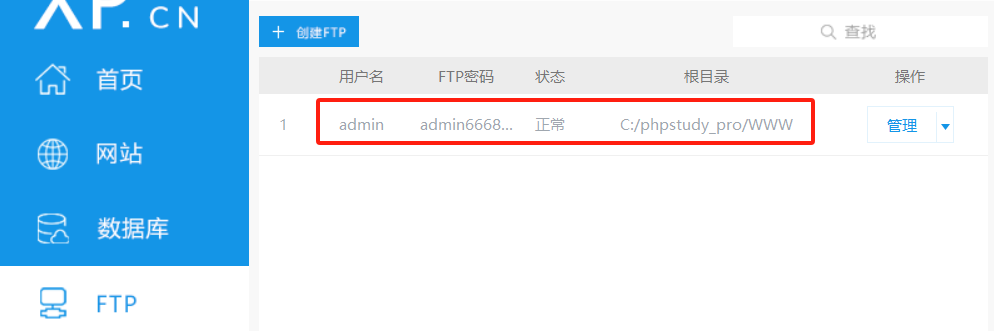 XP.CN
创建FTP
查找
首页
网站
数据库
FTP
用户名 FTP密码 状态 根目录 操作
1 admin admin6668... 正常 C:/phpstudy_pro/WWW 管理